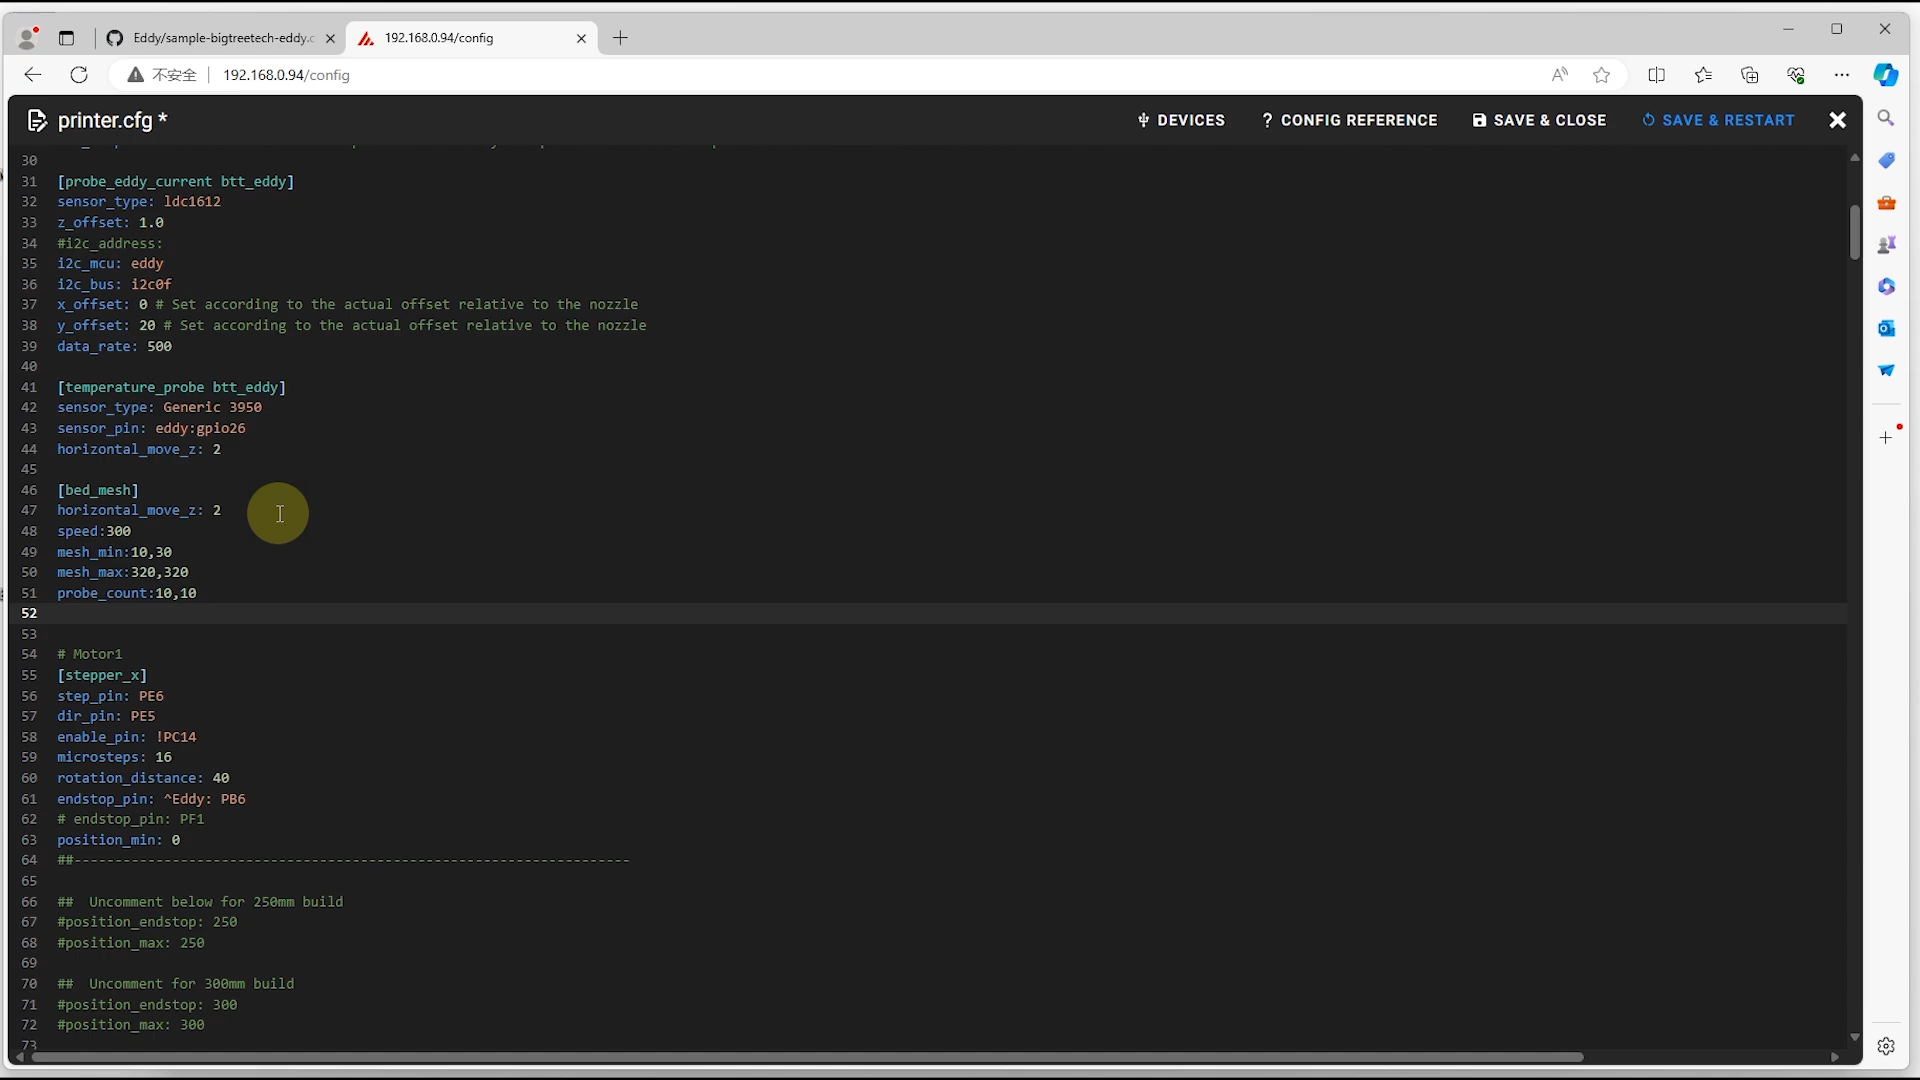 Eddy/sample-bigtreetech-eddy.c
192.168.0.94/config
不安全
192.168.0.94/config
printer.cfg *
DEVICES
? CONFIG REFERENCE
SAVE & CLOSE
SAVE & RESTART
30
31 [probe_eddy_current btt_eddy]
32 sensor_type: ldc1612
33 z_offset: 1.0
34 #i2c_address:
35 i2c_mcu: eddy
36 i2c_bus: i2c0f
37 x_offset: 0 # Set according to the actual offset relative to the nozzle
38 y_offset: 20 # Set according to the actual offset relative to the nozzle
39 data_rate: 500
40
41 [temperature_probe btt_eddy]
42 sensor_type: Generic 3950
43 sensor_pin: eddy:gpio26
44 horizontal_move_z: 2
45
46 [bed_mesh]
47 horizontal_move_z: 2
48 speed:300
49 mesh_min:10,30
50 mesh_max:320,320
51 probe_count:10,10
52
53
54 # Motor1
55 [stepper_x]
56 step_pin: PE6
57 dir_pin: PE5
58 enable_pin: !PC14
59 microsteps: 16
60 rotation_distance: 40
61 endstop_pin: ^Eddy: PB6
62 # endstop_pin: PF1
63 position_min: 0
64 ##--------------------------------------------------------------------
65
66 ## Uncomment below for 250mm build
67 #position_endstop: 250
68 #position_max: 250
69
70 ## Uncomment for 300mm build
71 #position_endstop: 300
72 #position_max: 300
73